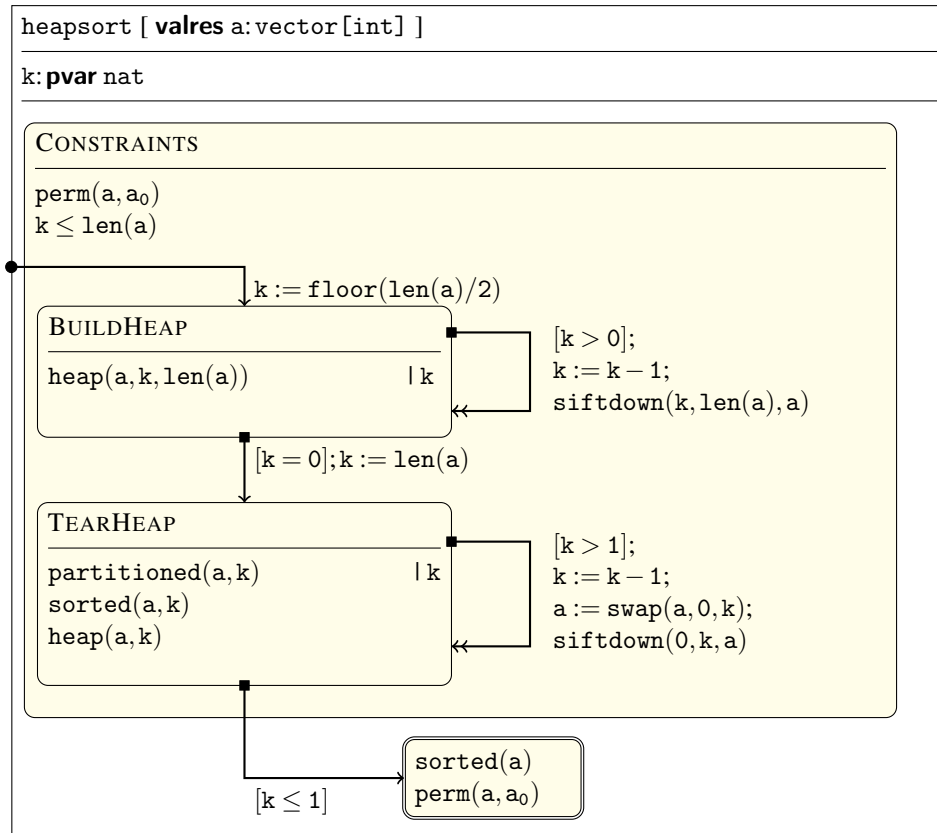 heapsort [ valres a:vector[int] ]
k:pvar nat
CONSTRAINTS
perm(a,a₀)
k ≤ len(a)
k := floor(len(a)/2)
BUILDHEAP
heap(a,k,len(a)) |k
[k > 0];
k := k − 1;
siftdown(k,len(a),a)
[k = 0];k := len(a)
TEARHEAP
partitioned(a,k) |k
sorted(a,k)
heap(a,k)
[k > 1];
k := k − 1;
a := swap(a,0,k);
siftdown(0,k,a)
[k ≤ 1]
sorted(a)
perm(a,a₀)